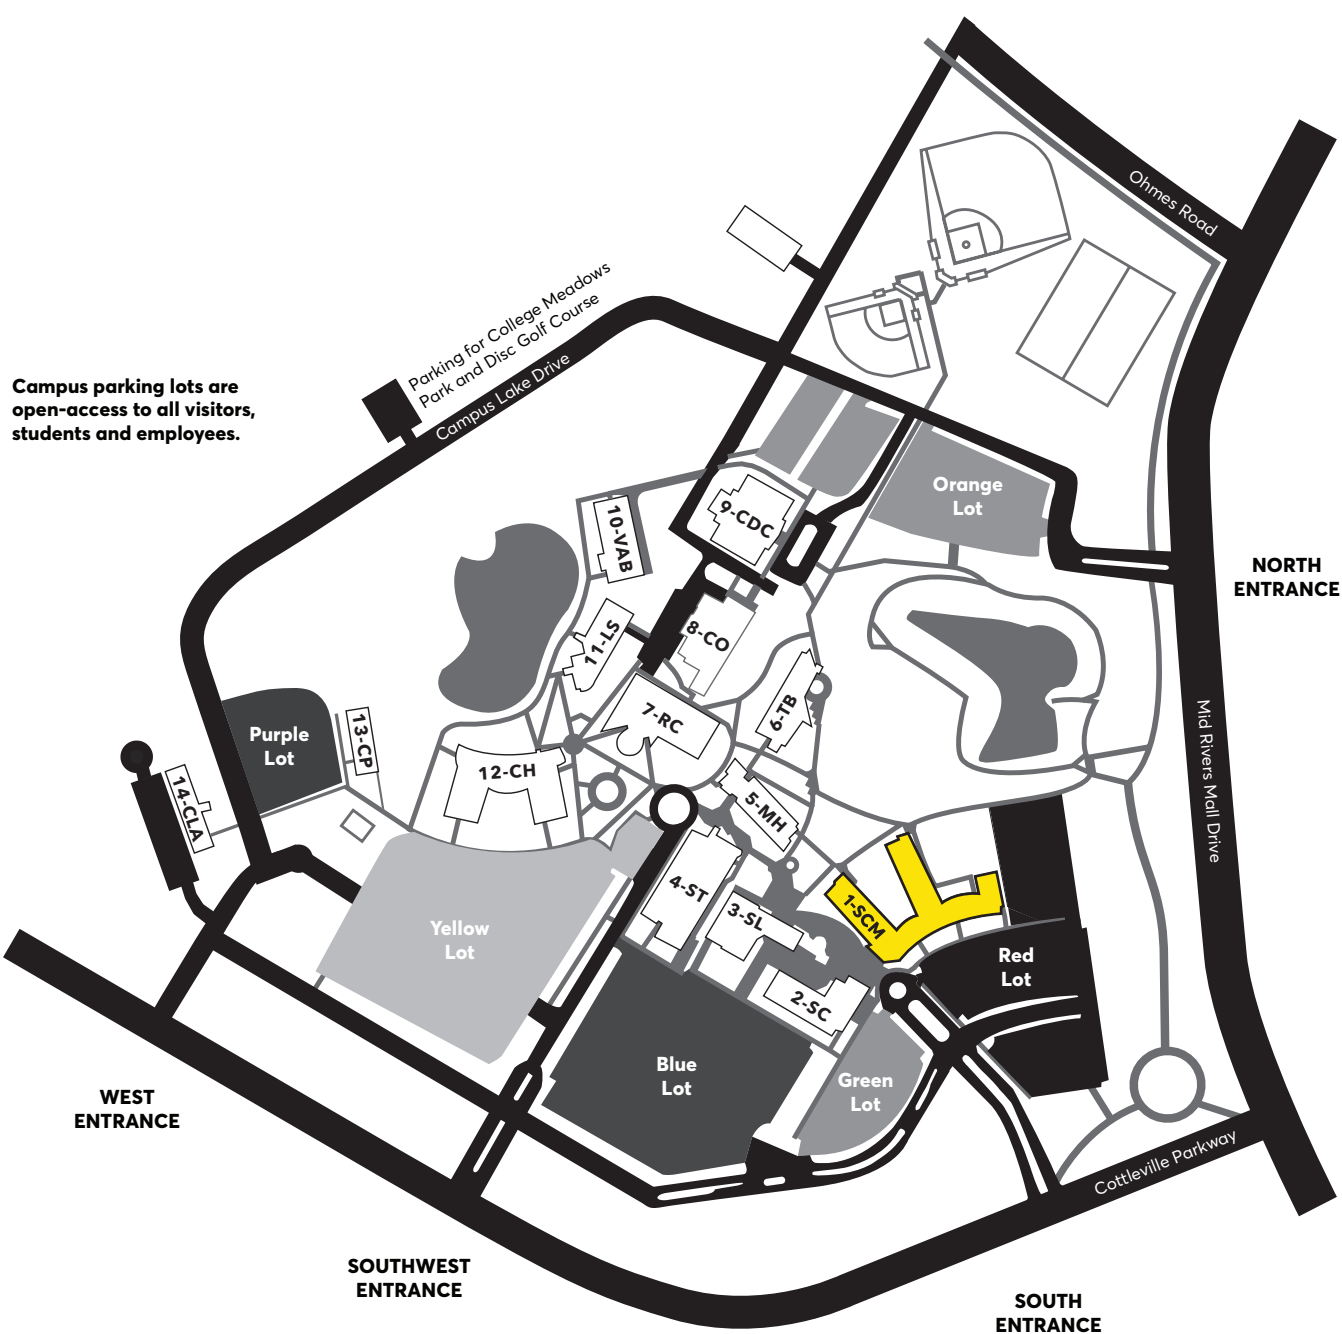 Ohmes Road
Parking for College Meadows
Park and Disc Golf Course
Campus Lake Drive
Campus parking lots are
open-access to all visitors,
students and employees.
Orange
Lot
9-CDC
10-VAB
NORTH
ENTRANCE
8-CO
11-LS
7-RC
6-TB
Purple
Lot
13-CP
12-CH
14-CLA
5-MH
Mid Rivers Mall Drive
4-ST
3-SL
1-SCM
Yellow
Lot
Red
Lot
2-SC
Blue
Lot
Green
Lot
WEST
ENTRANCE
Cottleville Parkway
SOUTHWEST
ENTRANCE
SOUTH
ENTRANCE